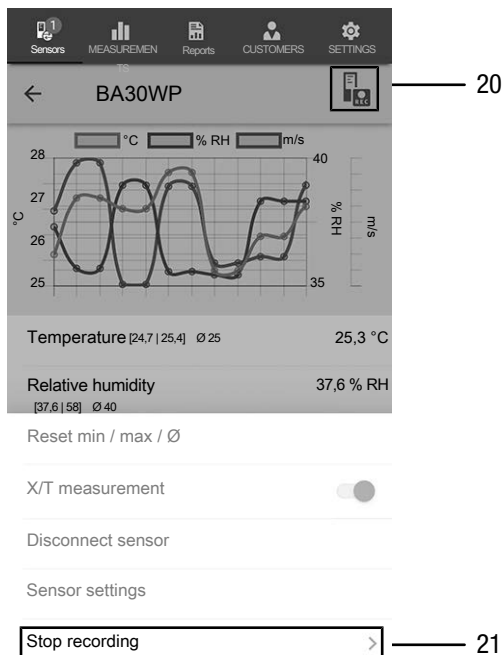 1
Sensors MEASUREMEN Reports CUSTOMERS SETTINGS
TS
BA30WP
REC
20
°C % RH m/s
28 40
27
26
25 35
°C
% RH
m/s
Temperature [24,7 | 25,4] Ø 25 25,3 °C
Relative humidity 37,6 % RH
[37,6 | 58] Ø 40
Reset min / max / Ø
X/T measurement
Disconnect sensor
Sensor settings
Stop recording
21